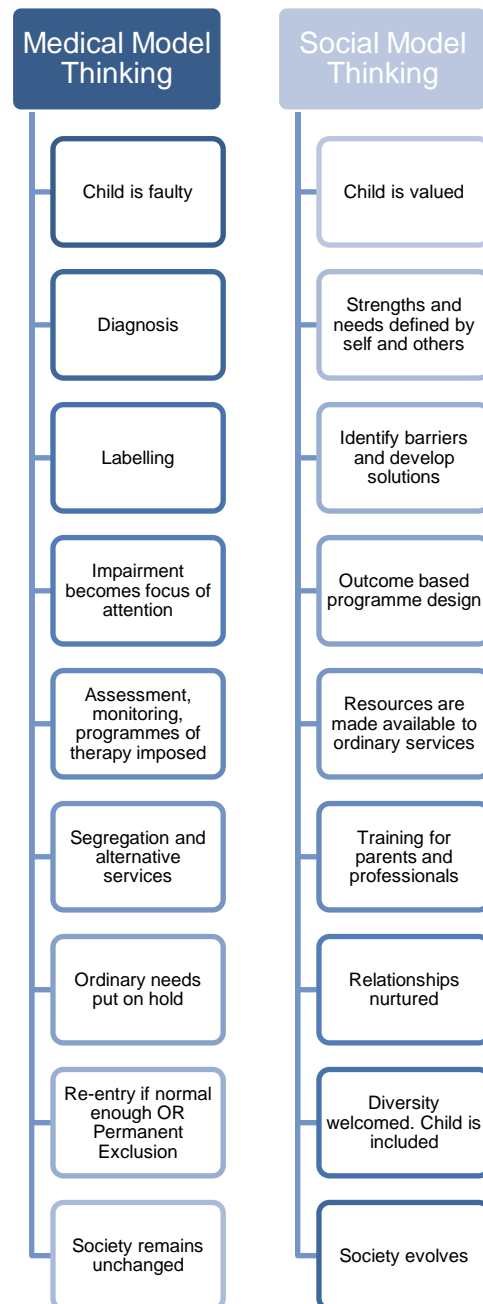 Medical Model
Thinking
Child is faulty
Diagnosis
Labelling
Impairment
becomes focus of
attention
Assessment,
monitoring,
programmes of
therapy imposed
Segregation and
alternative
services
Ordinary needs
put on hold
Re-entry if normal
enough OR
Permanent
Exclusion
Society remains
unchanged
Social Model
Thinking
Child is valued
Strengths and
needs defined by
self and others
Identify barriers
and develop
solutions
Outcome based
programme design
Resources are
made available to
ordinary services
Training for
parents and
professionals
Relationships
nurtured
Diversity
welcomed. Child is
included
Society evolves